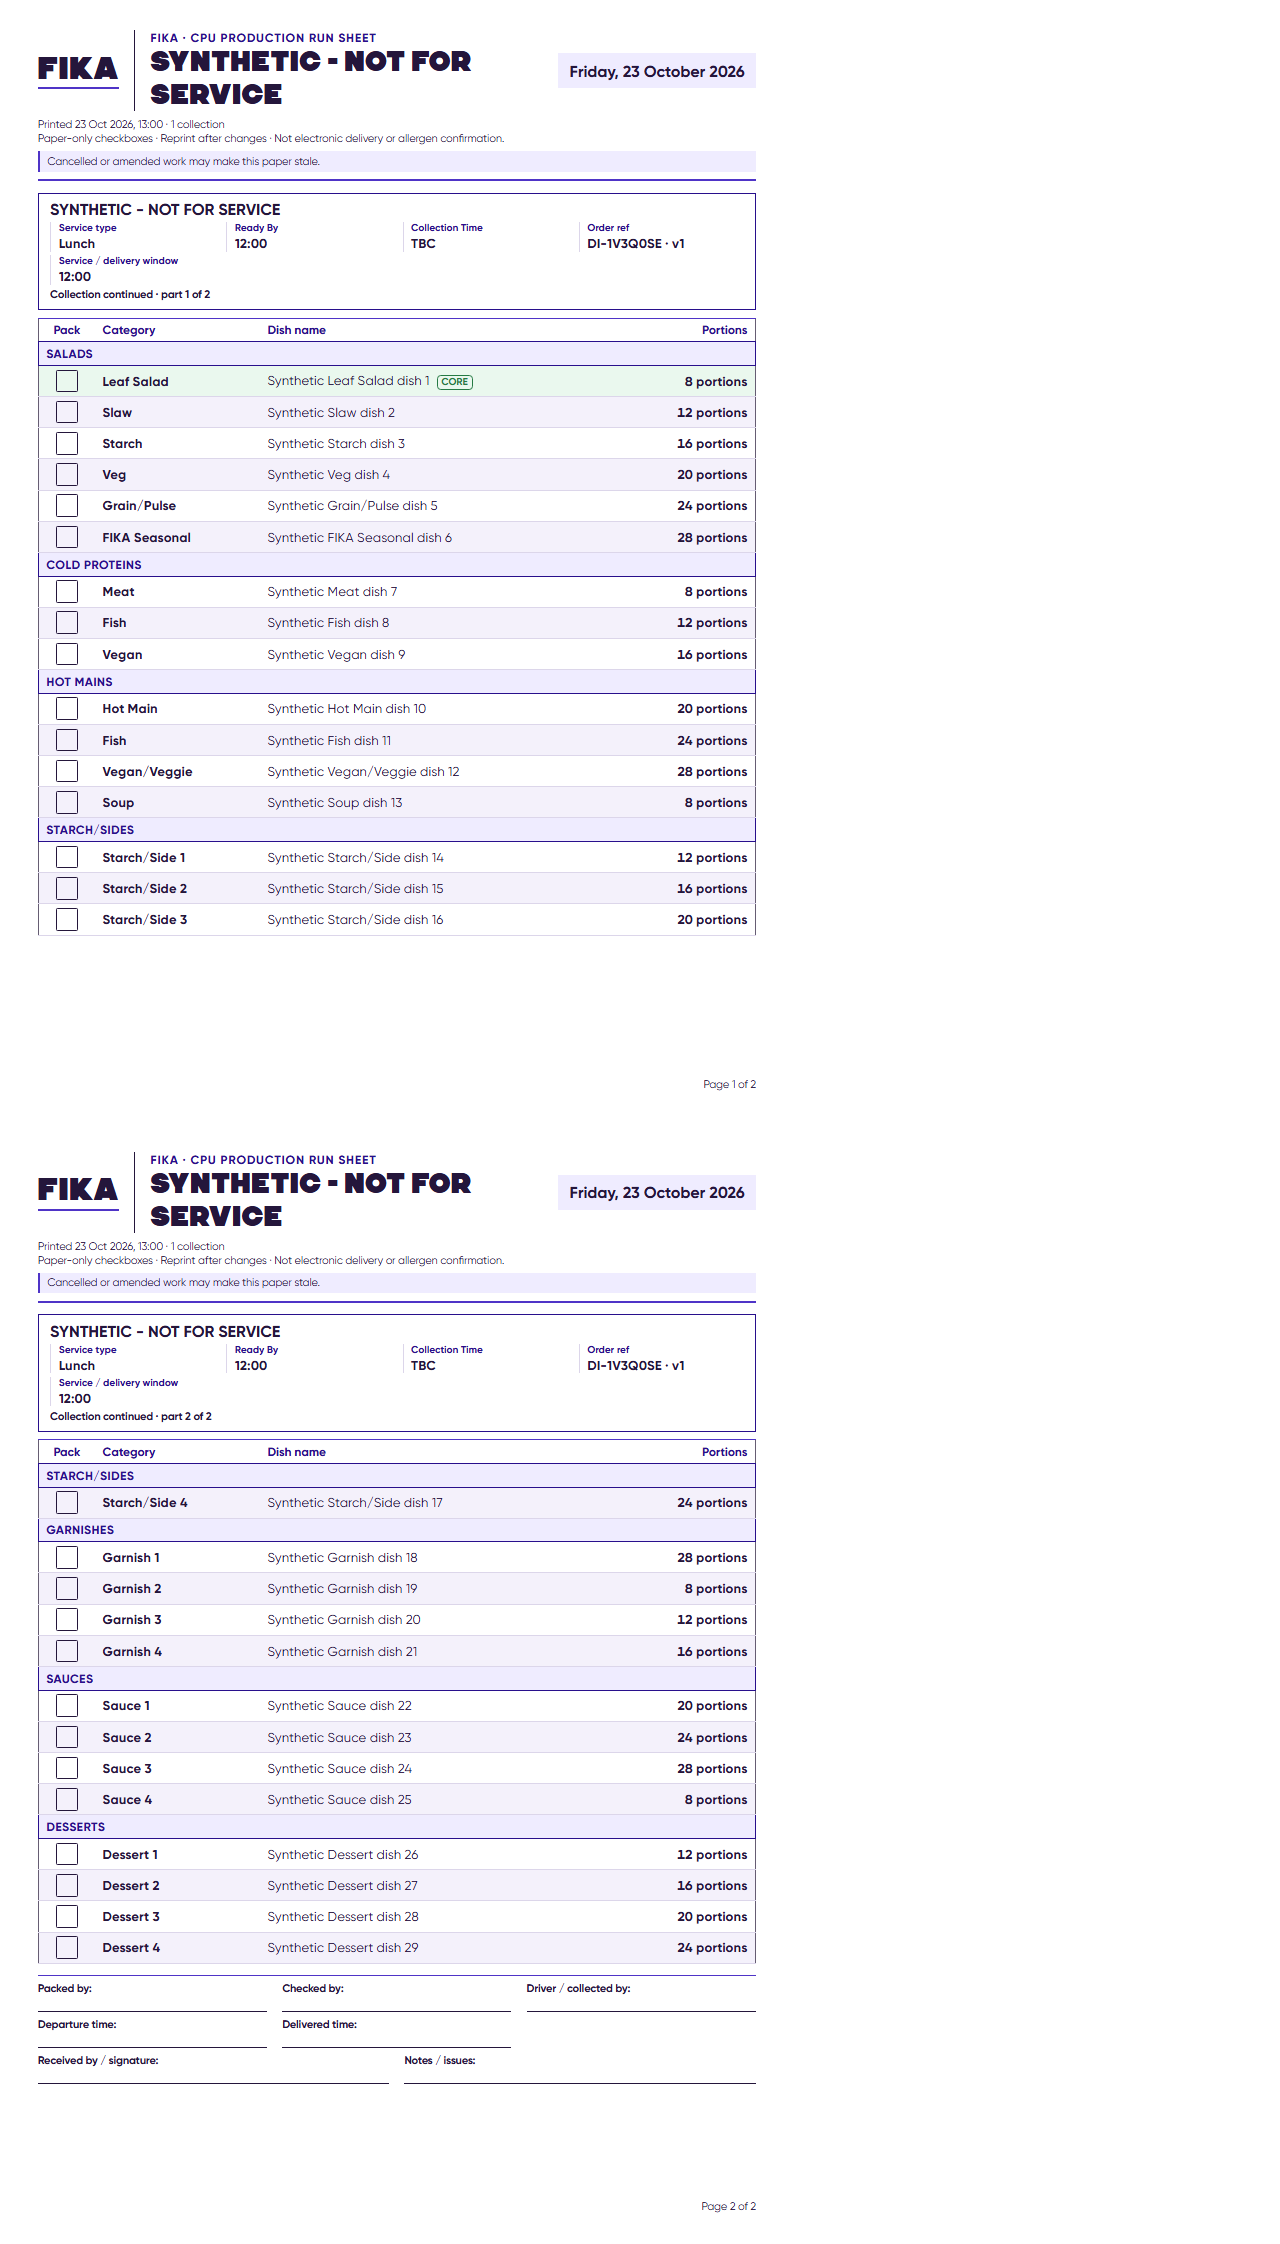 FIKA
FIKA · CPU PRODUCTION RUN SHEET
SYNTHETIC - NOT FOR
SERVICE
Friday, 23 October 2026
Printed 23 Oct 2026, 13:00 · 1 collection
Paper-only checkboxes · Reprint after changes · Not electronic delivery or allergen confirmation.
Cancelled or amended work may make this paper stale.
SYNTHETIC - NOT FOR SERVICE
Service type Ready By Collection Time Order ref
Lunch 12:00 TBC DI-1V3Q0SE · v1
Service / delivery window
12:00
Collection continued · part 1 of 2
Pack Category Dish name Portions
SALADS
Leaf Salad Synthetic Leaf Salad dish 1 CORE 8 portions
Slaw Synthetic Slaw dish 2 12 portions
Starch Synthetic Starch dish 3 16 portions
Veg Synthetic Veg dish 4 20 portions
Grain/Pulse Synthetic Grain/Pulse dish 5 24 portions
FIKA Seasonal Synthetic FIKA Seasonal dish 6 28 portions
COLD PROTEINS
Meat Synthetic Meat dish 7 8 portions
Fish Synthetic Fish dish 8 12 portions
Vegan Synthetic Vegan dish 9 16 portions
HOT MAINS
Hot Main Synthetic Hot Main dish 10 20 portions
Fish Synthetic Fish dish 11 24 portions
Vegan/Veggie Synthetic Vegan/Veggie dish 12 28 portions
Soup Synthetic Soup dish 13 8 portions
STARCH/SIDES
Starch/Side 1 Synthetic Starch/Side dish 14 12 portions
Starch/Side 2 Synthetic Starch/Side dish 15 16 portions
Starch/Side 3 Synthetic Starch/Side dish 16 20 portions
Page 1 of 2
FIKA
FIKA · CPU PRODUCTION RUN SHEET
SYNTHETIC - NOT FOR
SERVICE
Friday, 23 October 2026
Printed 23 Oct 2026, 13:00 · 1 collection
Paper-only checkboxes · Reprint after changes · Not electronic delivery or allergen confirmation.
Cancelled or amended work may make this paper stale.
SYNTHETIC - NOT FOR SERVICE
Service type Ready By Collection Time Order ref
Lunch 12:00 TBC DI-1V3Q0SE · v1
Service / delivery window
12:00
Collection continued · part 2 of 2
Pack Category Dish name Portions
STARCH/SIDES
Starch/Side 4 Synthetic Starch/Side dish 17 24 portions
GARNISHES
Garnish 1 Synthetic Garnish dish 18 28 portions
Garnish 2 Synthetic Garnish dish 19 8 portions
Garnish 3 Synthetic Garnish dish 20 12 portions
Garnish 4 Synthetic Garnish dish 21 16 portions
SAUCES
Sauce 1 Synthetic Sauce dish 22 20 portions
Sauce 2 Synthetic Sauce dish 23 24 portions
Sauce 3 Synthetic Sauce dish 24 28 portions
Sauce 4 Synthetic Sauce dish 25 8 portions
DESSERTS
Dessert 1 Synthetic Dessert dish 26 12 portions
Dessert 2 Synthetic Dessert dish 27 16 portions
Dessert 3 Synthetic Dessert dish 28 20 portions
Dessert 4 Synthetic Dessert dish 29 24 portions
Packed by: Checked by: Driver / collected by:
Departure time: Delivered time:
Received by / signature: Notes / issues:
Page 2 of 2